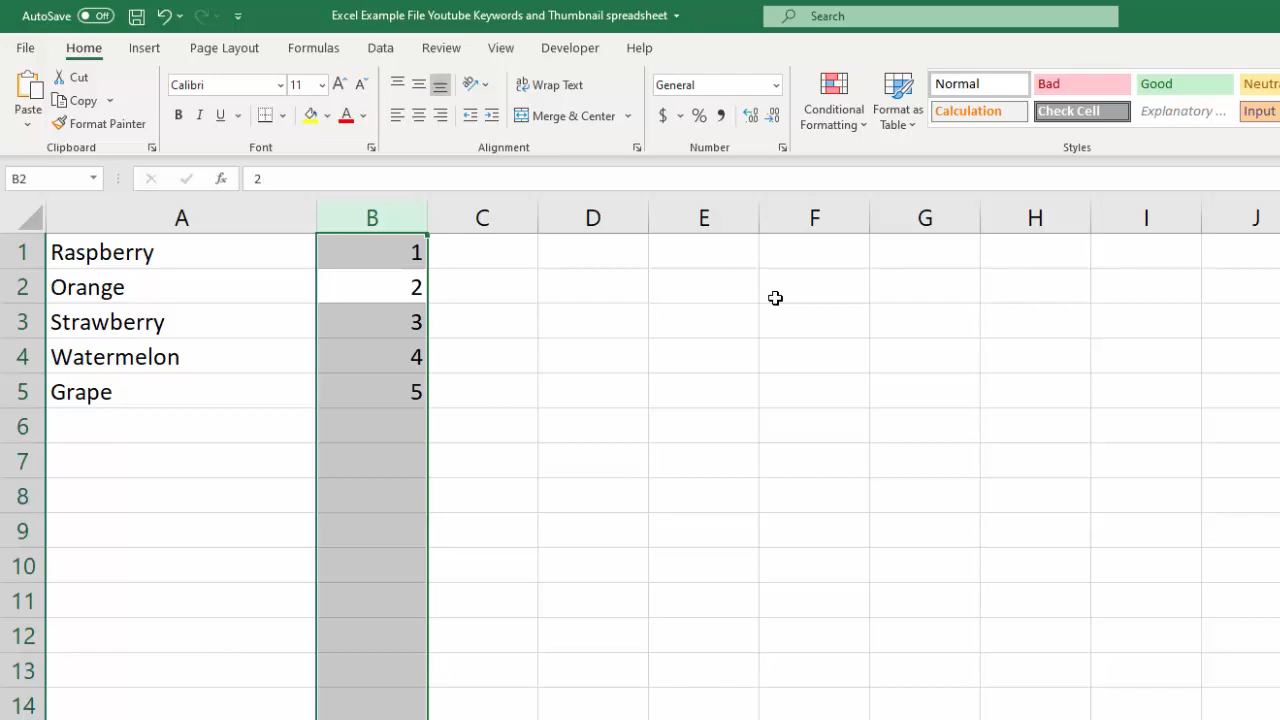 AutoSave Off Excel Example File Youtube Keywords and Thumbnail spreadsheet Search
File Home Insert Page Layout Formulas Data Review View Developer Help
Paste Cut Copy Format Painter Clipboard
Calibri 11 B I U A Font
ab Wrap Text Merge & Center Alignment
General $ % 9 Number
Conditional Formatting Format as Table
Normal Bad Good Neutra
Calculation Check Cell Explanatory ... Input
Styles
B2 fx 2
A B C D E F G H I J
1 Raspberry 1
2 Orange 2
3 Strawberry 3
4 Watermelon 4
5 Grape 5
6
7
8
9
10
11
12
13
14